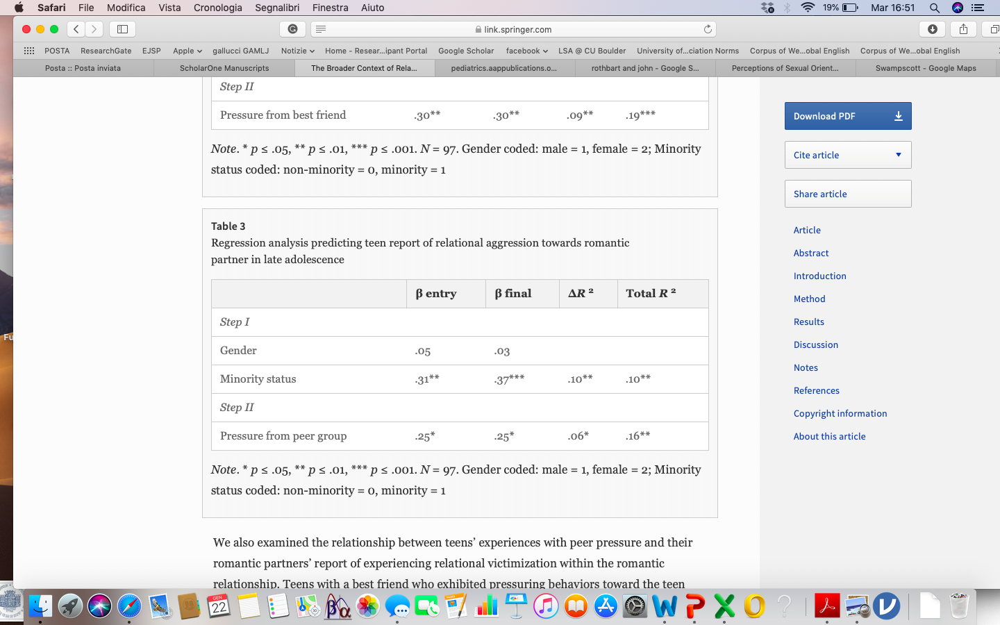 Safari File Modifica Vista Cronologia Segnalibri Finestra Aiuto 19% Mar 16:51
link.springer.com
POSTA ResearchGate EJSP Apple gallucci GAMLJ Notizie Home - Resear...ipant Portal Google Scholar facebook LSA @ CU Boulder University of...ciation Norms Corpus of We...obal English Corpus of We...obal English
Posta :: Posta inviata ScholarOne Manuscripts The Broader Context of Rela... pediatrics.aappublications.o... rothbart and john - Google S... Perceptions of Sexual Orient... Swampscott - Google Maps
Step II
Pressure from best friend .30** .30** .09** .19***
Note. * p ≤ .05, ** p ≤ .01, *** p ≤ .001. N = 97. Gender coded: male = 1, female = 2; Minority
status coded: non-minority = 0, minority = 1
Table 3
Regression analysis predicting teen report of relational aggression towards romantic
partner in late adolescence
β entry β final ΔR ² Total R ²
Step I
Gender .05 .03
Minority status .31** .37*** .10** .10**
Step II
Pressure from peer group .25* .25* .06* .16**
Note. * p ≤ .05, ** p ≤ .01, *** p ≤ .001. N = 97. Gender coded: male = 1, female = 2; Minority
status coded: non-minority = 0, minority = 1
We also examined the relationship between teens’ experiences with peer pressure and their
romantic partners’ report of experiencing relational victimization within the romantic
relationship. Teens with a best friend who exhibited pressuring behaviors toward the teen
Download PDF
Cite article
Share article
Article
Abstract
Introduction
Method
Results
Discussion
Notes
References
Copyright information
About this article
Fu
GEN
22